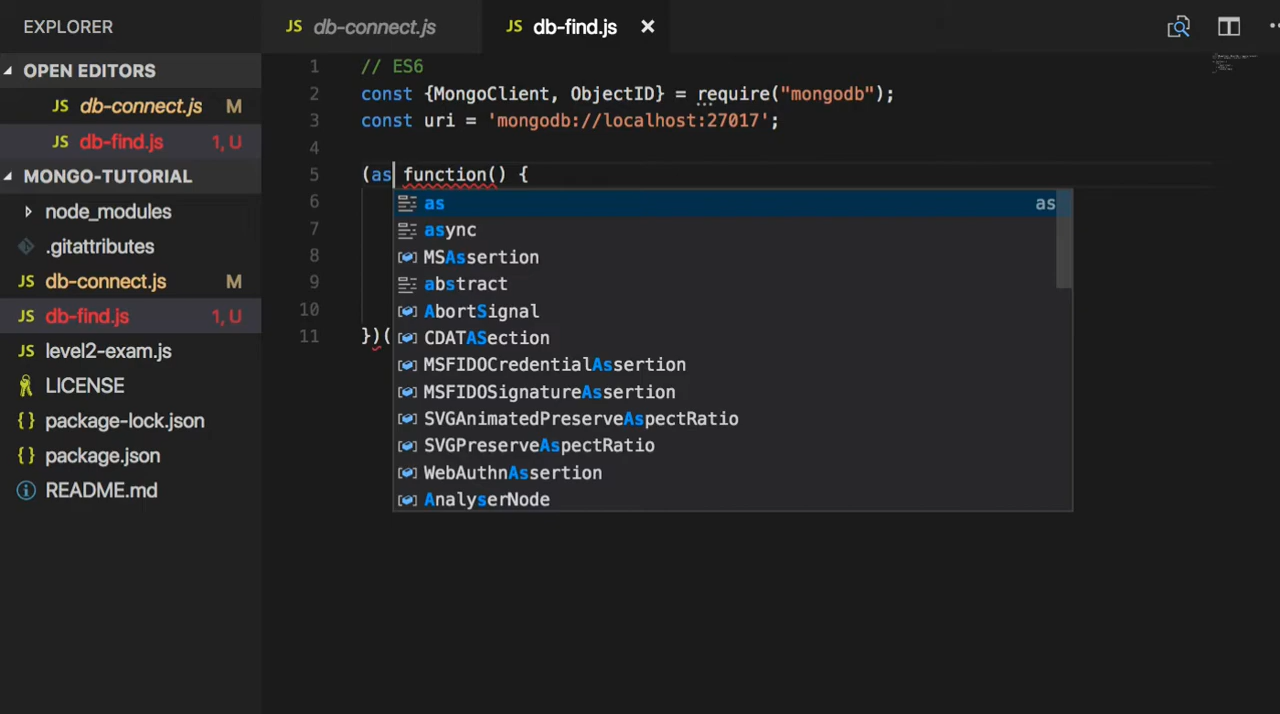 EXPLORER
JS db-connect.js
JS db-find.js ×
OPEN EDITORS
JS db-connect.js M
JS db-find.js 1, U
MONGO-TUTORIAL
node_modules
.gitattributes
JS db-connect.js M
JS db-find.js 1, U
JS level2-exam.js
LICENSE
{} package-lock.json
{} package.json
README.md
1 // ES6
2 const {MongoClient, ObjectID} = require("mongodb");
3 const uri = 'mongodb://localhost:27017';
4
5 (as function() {
6
7
8
9
10
11 })(
as as
async
MSAssertion
abstract
AbortSignal
CDATASection
MSFIDOCredentialAssertion
MSFIDOSignatureAssertion
SVGAnimatedPreserveAspectRatio
SVGPreserveAspectRatio
WebAuthnAssertion
AnalyserNode